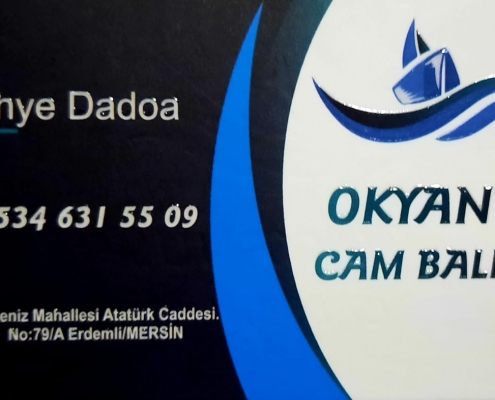 hye Dadoa
534 631 55 09
eniz Mahallesi Atatürk Caddesi.
No:79/A Erdemli/MERSİN
OKYAN
CAM BAL